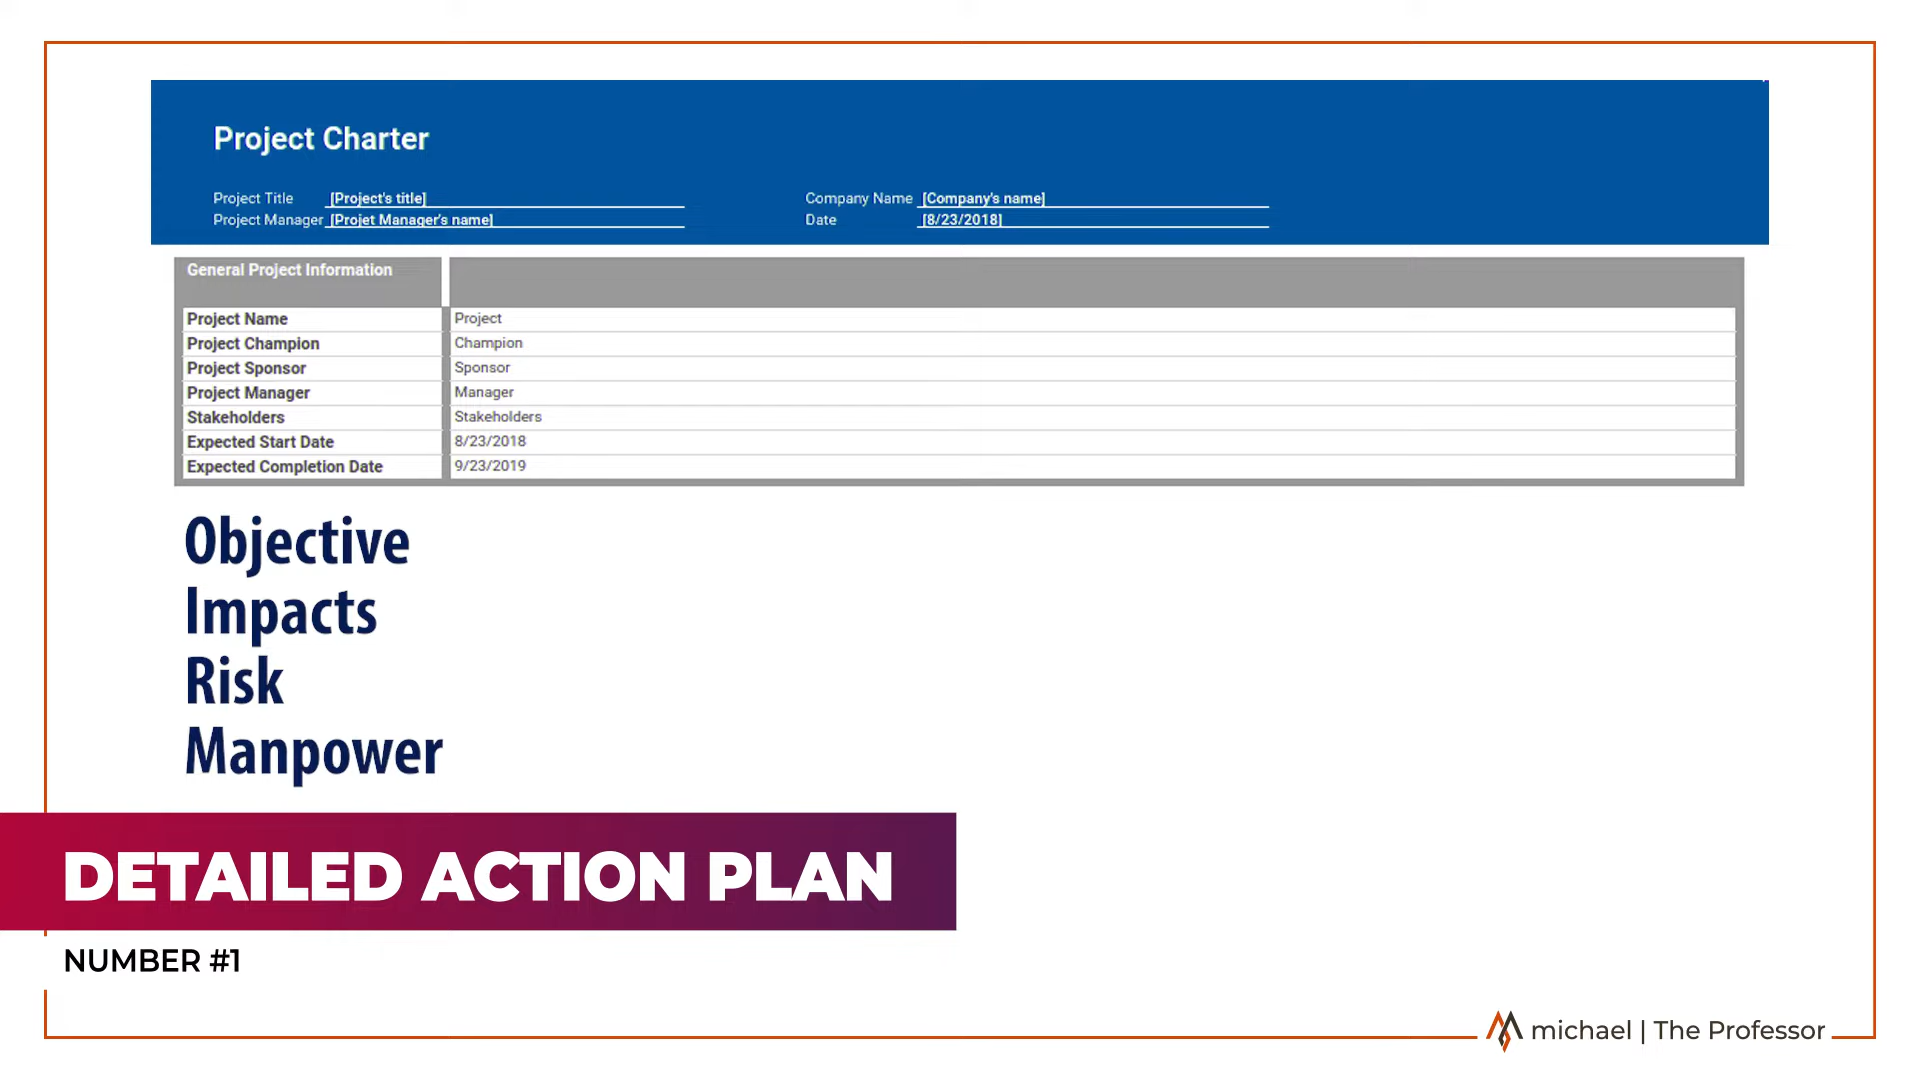 Project Charter
Project Title [Project's title] Company Name [Company's name]
Project Manager [Projet Manager's name] Date [8/23/2018]
General Project Information
Project Name Project
Project Champion Champion
Project Sponsor Sponsor
Project Manager Manager
Stakeholders Stakeholders
Expected Start Date 8/23/2018
Expected Completion Date 9/23/2019
Objective
Impacts
Risk
Manpower
DETAILED ACTION PLAN
NUMBER #1
michael | The Professor